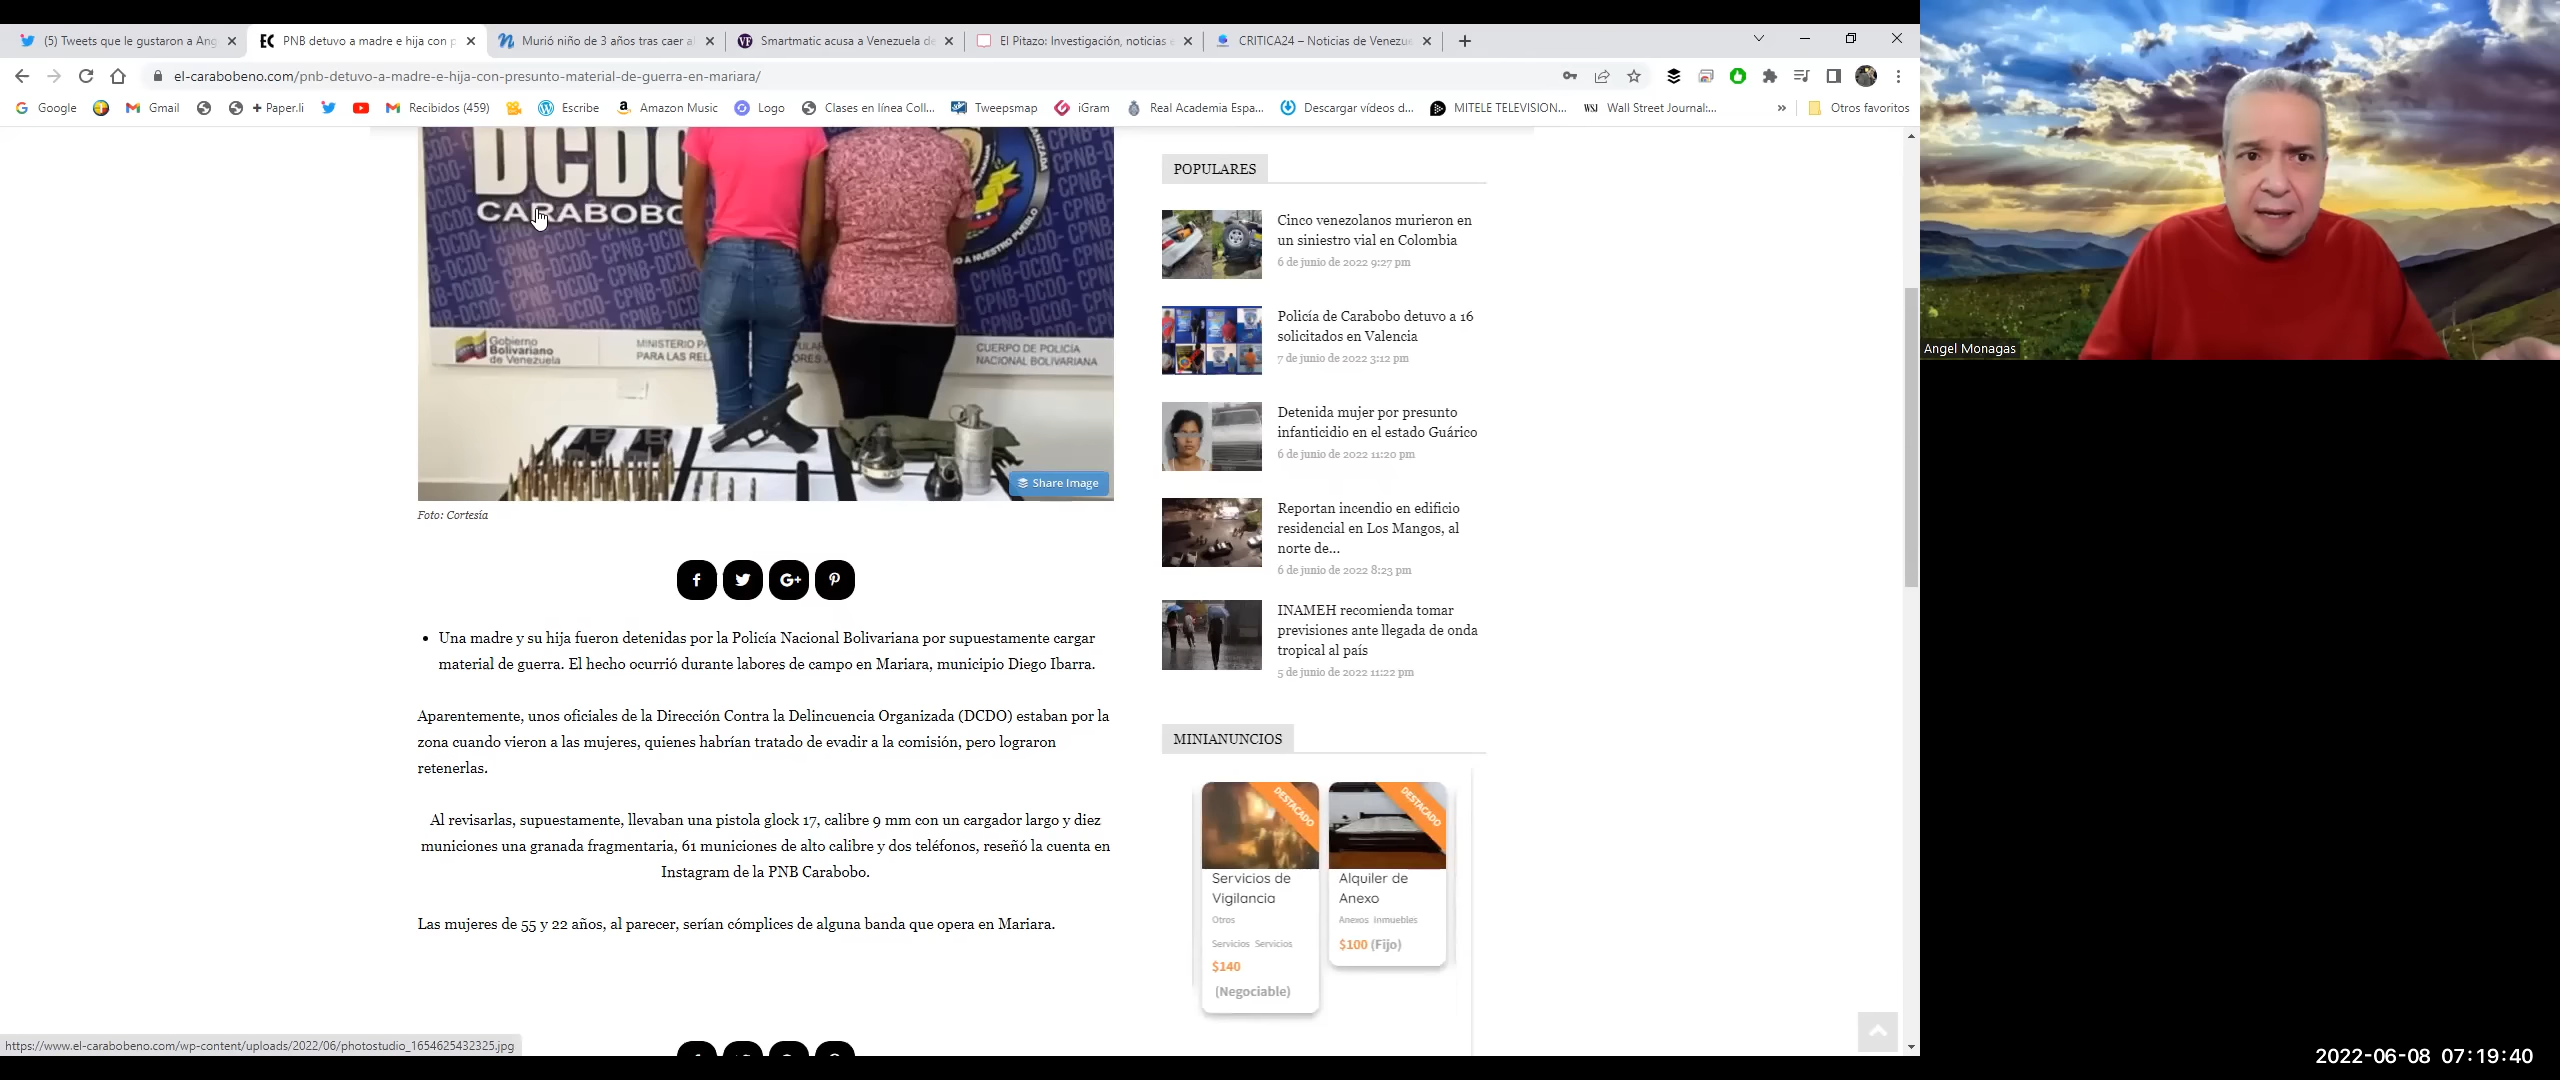 (5) Tweets que le gustaron a Ang
PNB detuvo a madre e hija con p
Murió niño de 3 años tras caer a
Smartmatic acusa a Venezuela de
El Pitazo: Investigación, noticias e
CRITICA24 – Noticias de Venezue
el-carabobeno.com/pnb-detuvo-a-madre-e-hija-con-presunto-material-de-guerra-en-mariara/
Google
Gmail
+ Paper.li
Recibidos (459)
Escribe
Amazon Music
Logo
Clases en línea Coll...
Tweepsmap
iGram
Real Academia Espa...
Descargar vídeos d...
MITELE TELEVISION...
WSJ Wall Street Journal:...
»
Otros favoritos
DCDO
CARABOBO
Gobierno
Bolivariano
de Venezuela
CUERPO DE POLICÍA
NACIONAL BOLIVARIANA
Share Image
Foto: Cortesía
• Una madre y su hija fueron detenidas por la Policía Nacional Bolivariana por supuestamente cargar
material de guerra. El hecho ocurrió durante labores de campo en Mariara, municipio Diego Ibarra.
Aparentemente, unos oficiales de la Dirección Contra la Delincuencia Organizada (DCDO) estaban por la
zona cuando vieron a las mujeres, quienes habrían tratado de evadir a la comisión, pero lograron
retenerlas.
Al revisarlas, supuestamente, llevaban una pistola glock 17, calibre 9 mm con un cargador largo y diez
municiones una granada fragmentaria, 61 municiones de alto calibre y dos teléfonos, reseñó la cuenta en
Instagram de la PNB Carabobo.
Las mujeres de 55 y 22 años, al parecer, serían cómplices de alguna banda que opera en Mariara.
POPULARES
Cinco venezolanos murieron en
un siniestro vial en Colombia
6 de junio de 2022 9:27 pm
Policía de Carabobo detuvo a 16
solicitados en Valencia
7 de junio de 2022 3:12 pm
Detenida mujer por presunto
infanticidio en el estado Guárico
6 de junio de 2022 11:20 pm
Reportan incendio en edificio
residencial en Los Mangos, al
norte de...
6 de junio de 2022 8:23 pm
INAMEH recomienda tomar
previsiones ante llegada de onda
tropical al país
5 de junio de 2022 11:22 pm
MINIANUNCIOS
DESTACADO
Servicios de
Vigilancia
Otros
Servicios Servicios
$140
(Negociable)
DESTACADO
Alquiler de
Anexo
Anexos Inmuebles
$100 (Fijo)
https://www.el-carabobeno.com/wp-content/uploads/2022/06/photostudio_1654625432325.jpg
Angel Monagas
2022-06-08 07:19:40